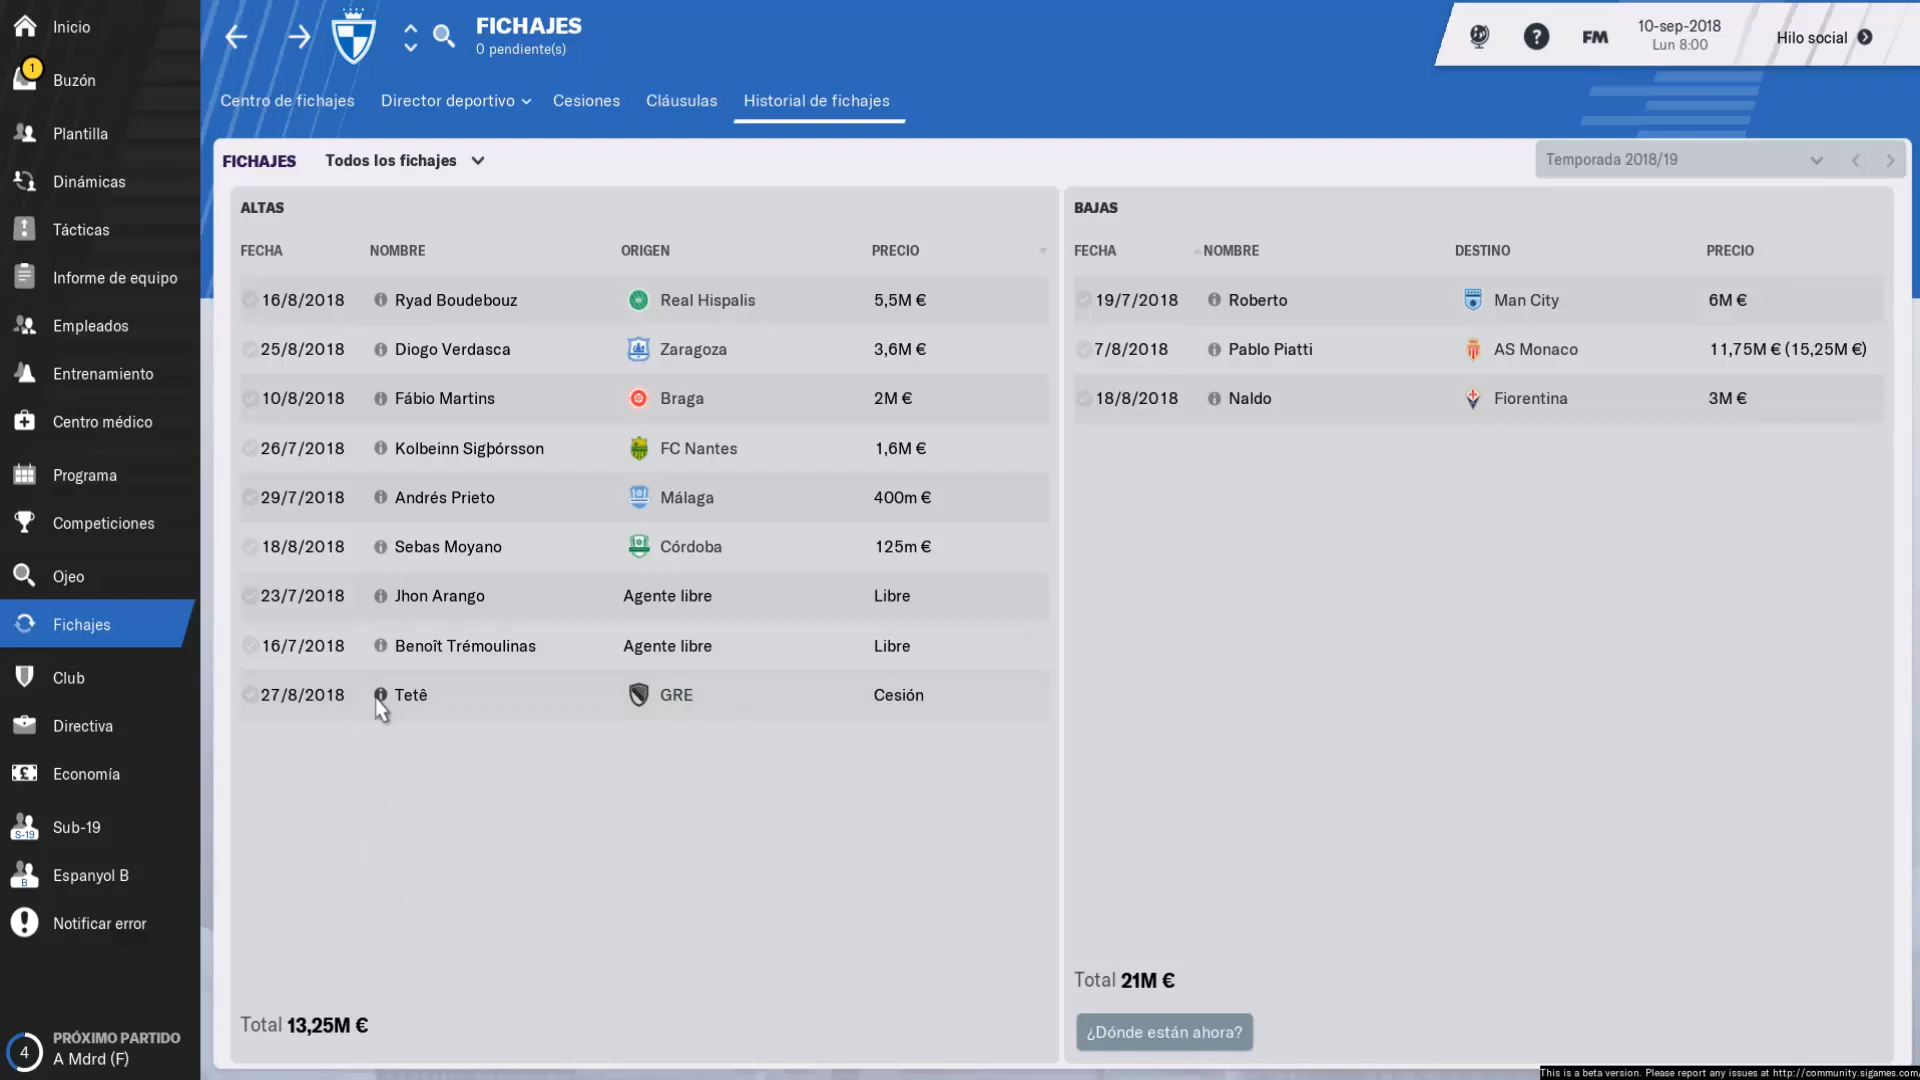 Inicio
1
Buzón
Plantilla
Dinámicas
Tácticas
Informe de equipo
Empleados
Entrenamiento
Centro médico
Programa
Competiciones
Ojeo
Fichajes
Club
Directiva
Economía
S-19
Sub-19
B
Espanyol B
Notificar error
4
PRÓXIMO PARTIDO
A Mdrd (F)
FICHAJES
0 pendiente(s)
?
FM
10-sep-2018
Lun 8:00
Hilo social
Centro de fichajes
Director deportivo
Cesiones
Cláusulas
Historial de fichajes
FICHAJES
Todos los fichajes
Temporada 2018/19
ALTAS
FECHA NOMBRE ORIGEN PRECIO
16/8/2018 Ryad Boudebouz Real Hispalis 5,5M €
25/8/2018 Diogo Verdasca Zaragoza 3,6M €
10/8/2018 Fábio Martins Braga 2M €
26/7/2018 Kolbeinn Sigþórsson FC Nantes 1,6M €
29/7/2018 Andrés Prieto Málaga 400m €
18/8/2018 Sebas Moyano Córdoba 125m €
23/7/2018 Jhon Arango Agente libre Libre
16/7/2018 Benoît Trémoulinas Agente libre Libre
27/8/2018 Tetê GRE Cesión
Total 13,25M €
BAJAS
FECHA NOMBRE DESTINO PRECIO
19/7/2018 Roberto Man City 6M €
7/8/2018 Pablo Piatti AS Monaco 11,75M € (15,25M €)
18/8/2018 Naldo Fiorentina 3M €
Total 21M €
¿Dónde están ahora?
This is a beta version. Please report any issues at http://community.sigames.com